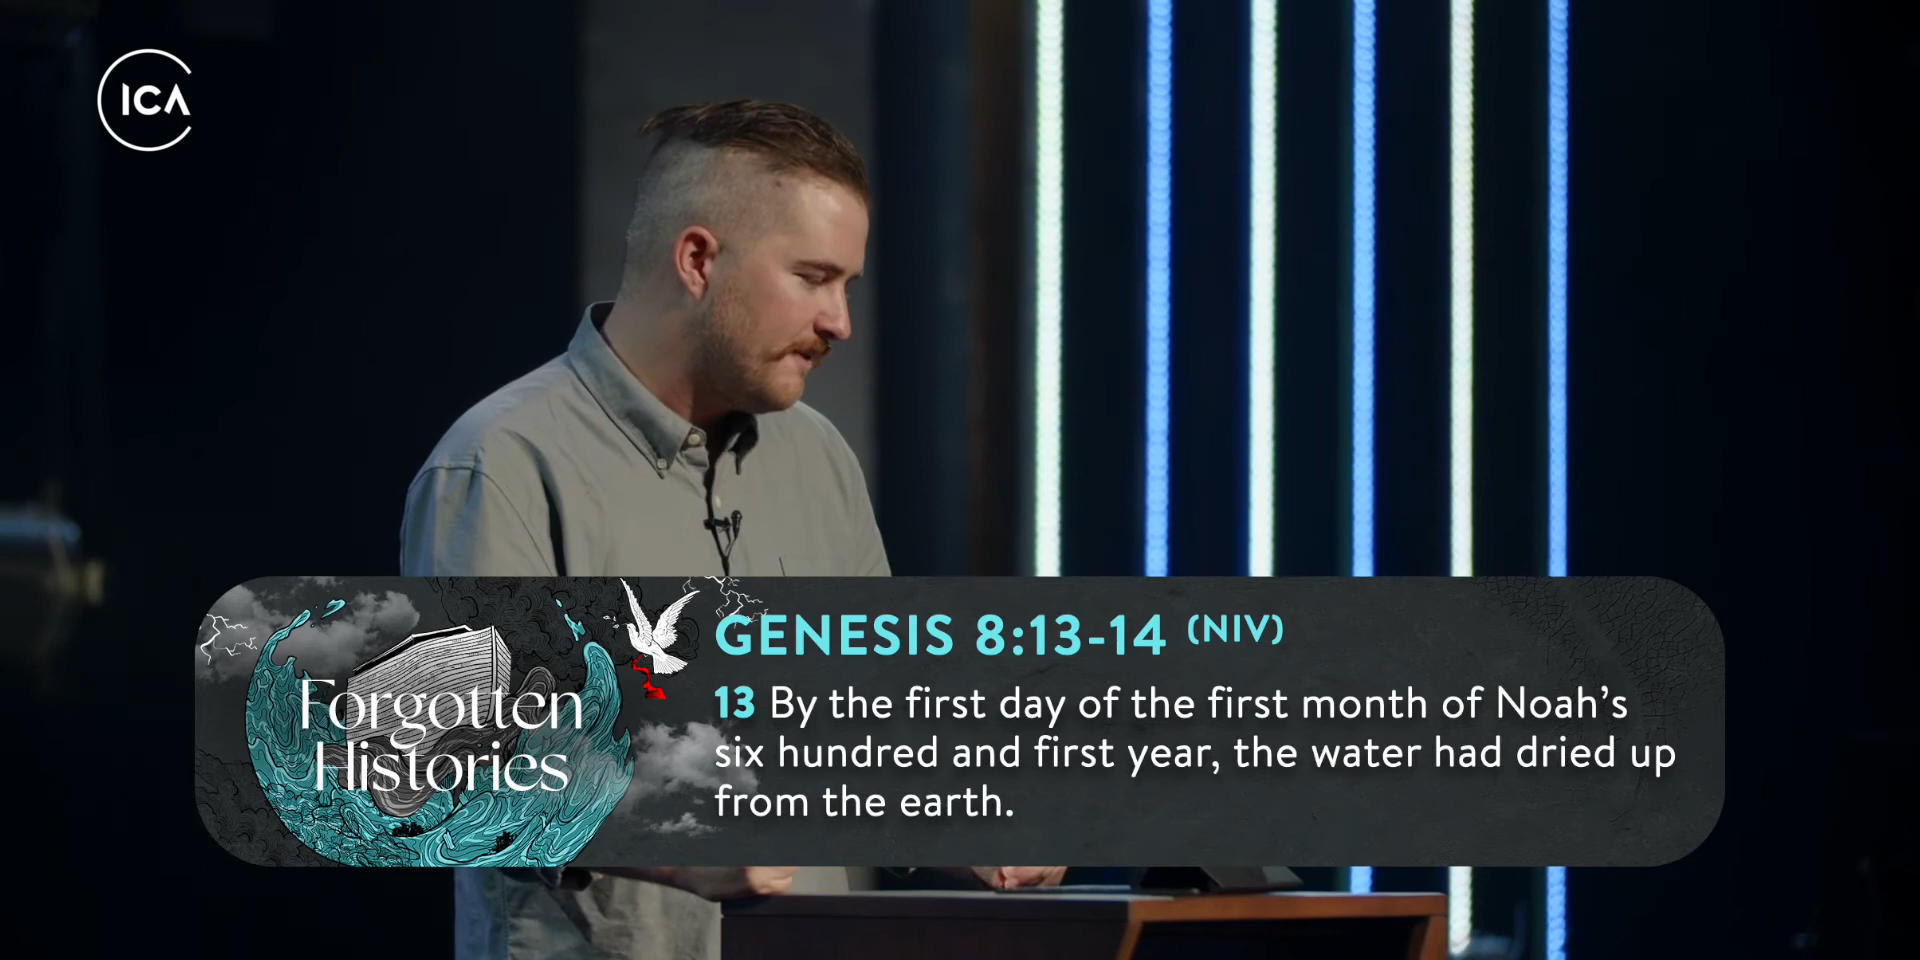 ICA
Forgotten
Histories
GENESIS 8:13-14 (NIV)
13 By the first day of the first month of Noah’s
six hundred and first year, the water had dried up
from the earth.